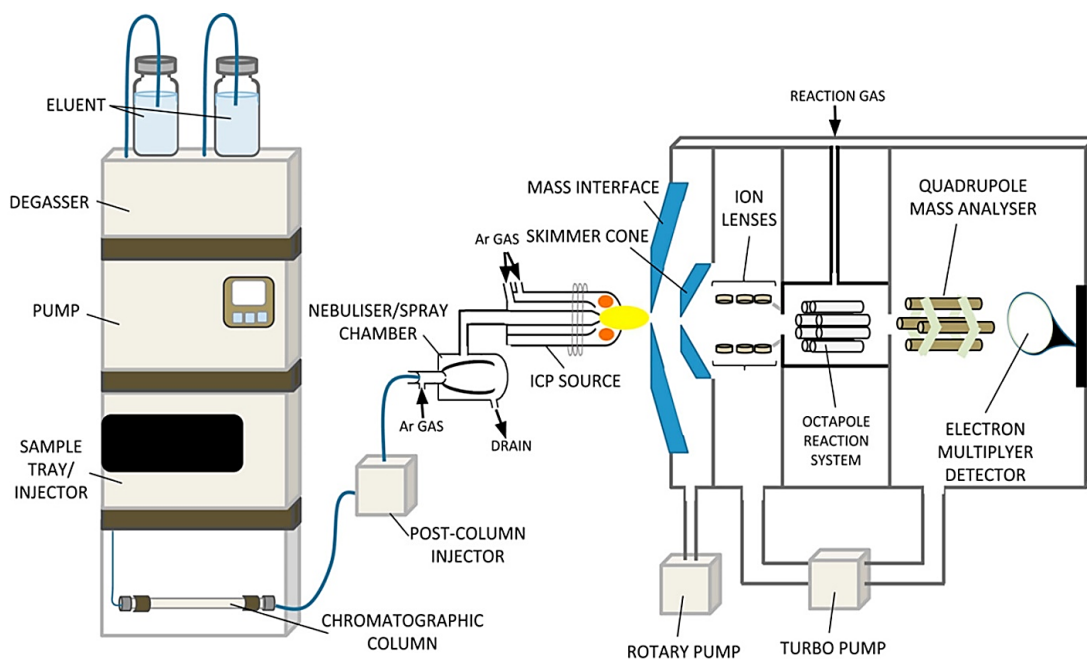 ELUENT
DEGASSER
PUMP
SAMPLE
TRAY/
INJECTOR
CHROMATOGRAPHIC
COLUMN
POST-COLUMN
INJECTOR
NEBULISER/SPRAY
CHAMBER
Ar GAS
DRAIN
Ar GAS
ICP SOURCE
MASS INTERFACE
SKIMMER CONE
ION
LENSES
REACTION GAS
OCTAPOLE
REACTION
SYSTEM
QUADRUPOLE
MASS ANALYSER
ELECTRON
MULTIPLYER
DETECTOR
ROTARY PUMP
TURBO PUMP